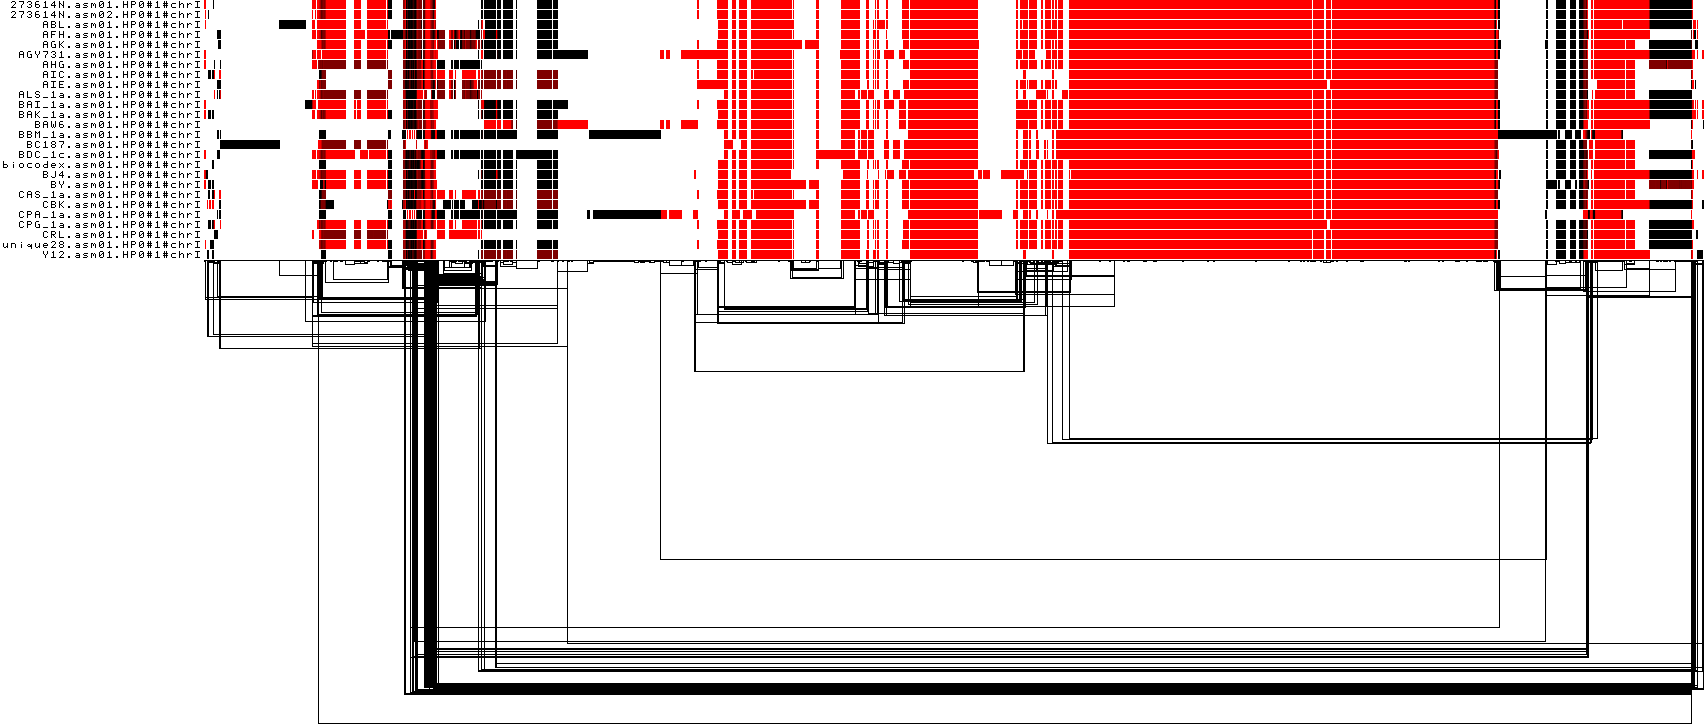 273614N.asm01.HP0#1#chrI
273614N.asm02.HP0#1#chrI
ABL.asm01.HP0#1#chrI
AFH.asm01.HP0#1#chrI
AGK.asm01.HP0#1#chrI
AGY731.asm01.HP0#1#chrI
AHG.asm01.HP0#1#chrI
AIC.asm01.HP0#1#chrI
AIE.asm01.HP0#1#chrI
ALS_1a.asm01.HP0#1#chrI
BAI_1a.asm01.HP0#1#chrI
BAK_1a.asm01.HP0#1#chrI
BAW6.asm01.HP0#1#chrI
BBM_1a.asm01.HP0#1#chrI
BC187.asm01.HP0#1#chrI
BDC_1c.asm01.HP0#1#chrI
biocodex.asm01.HP0#1#chrI
BJ4.asm01.HP0#1#chrI
BY.asm01.HP0#1#chrI
CAS_1a.asm01.HP0#1#chrI
CBK.asm01.HP0#1#chrI
CPA_1a.asm01.HP0#1#chrI
CPG_1a.asm01.HP0#1#chrI
CRL.asm01.HP0#1#chrI
unique28.asm01.HP0#1#chrI
Y12.asm01.HP0#1#chrI